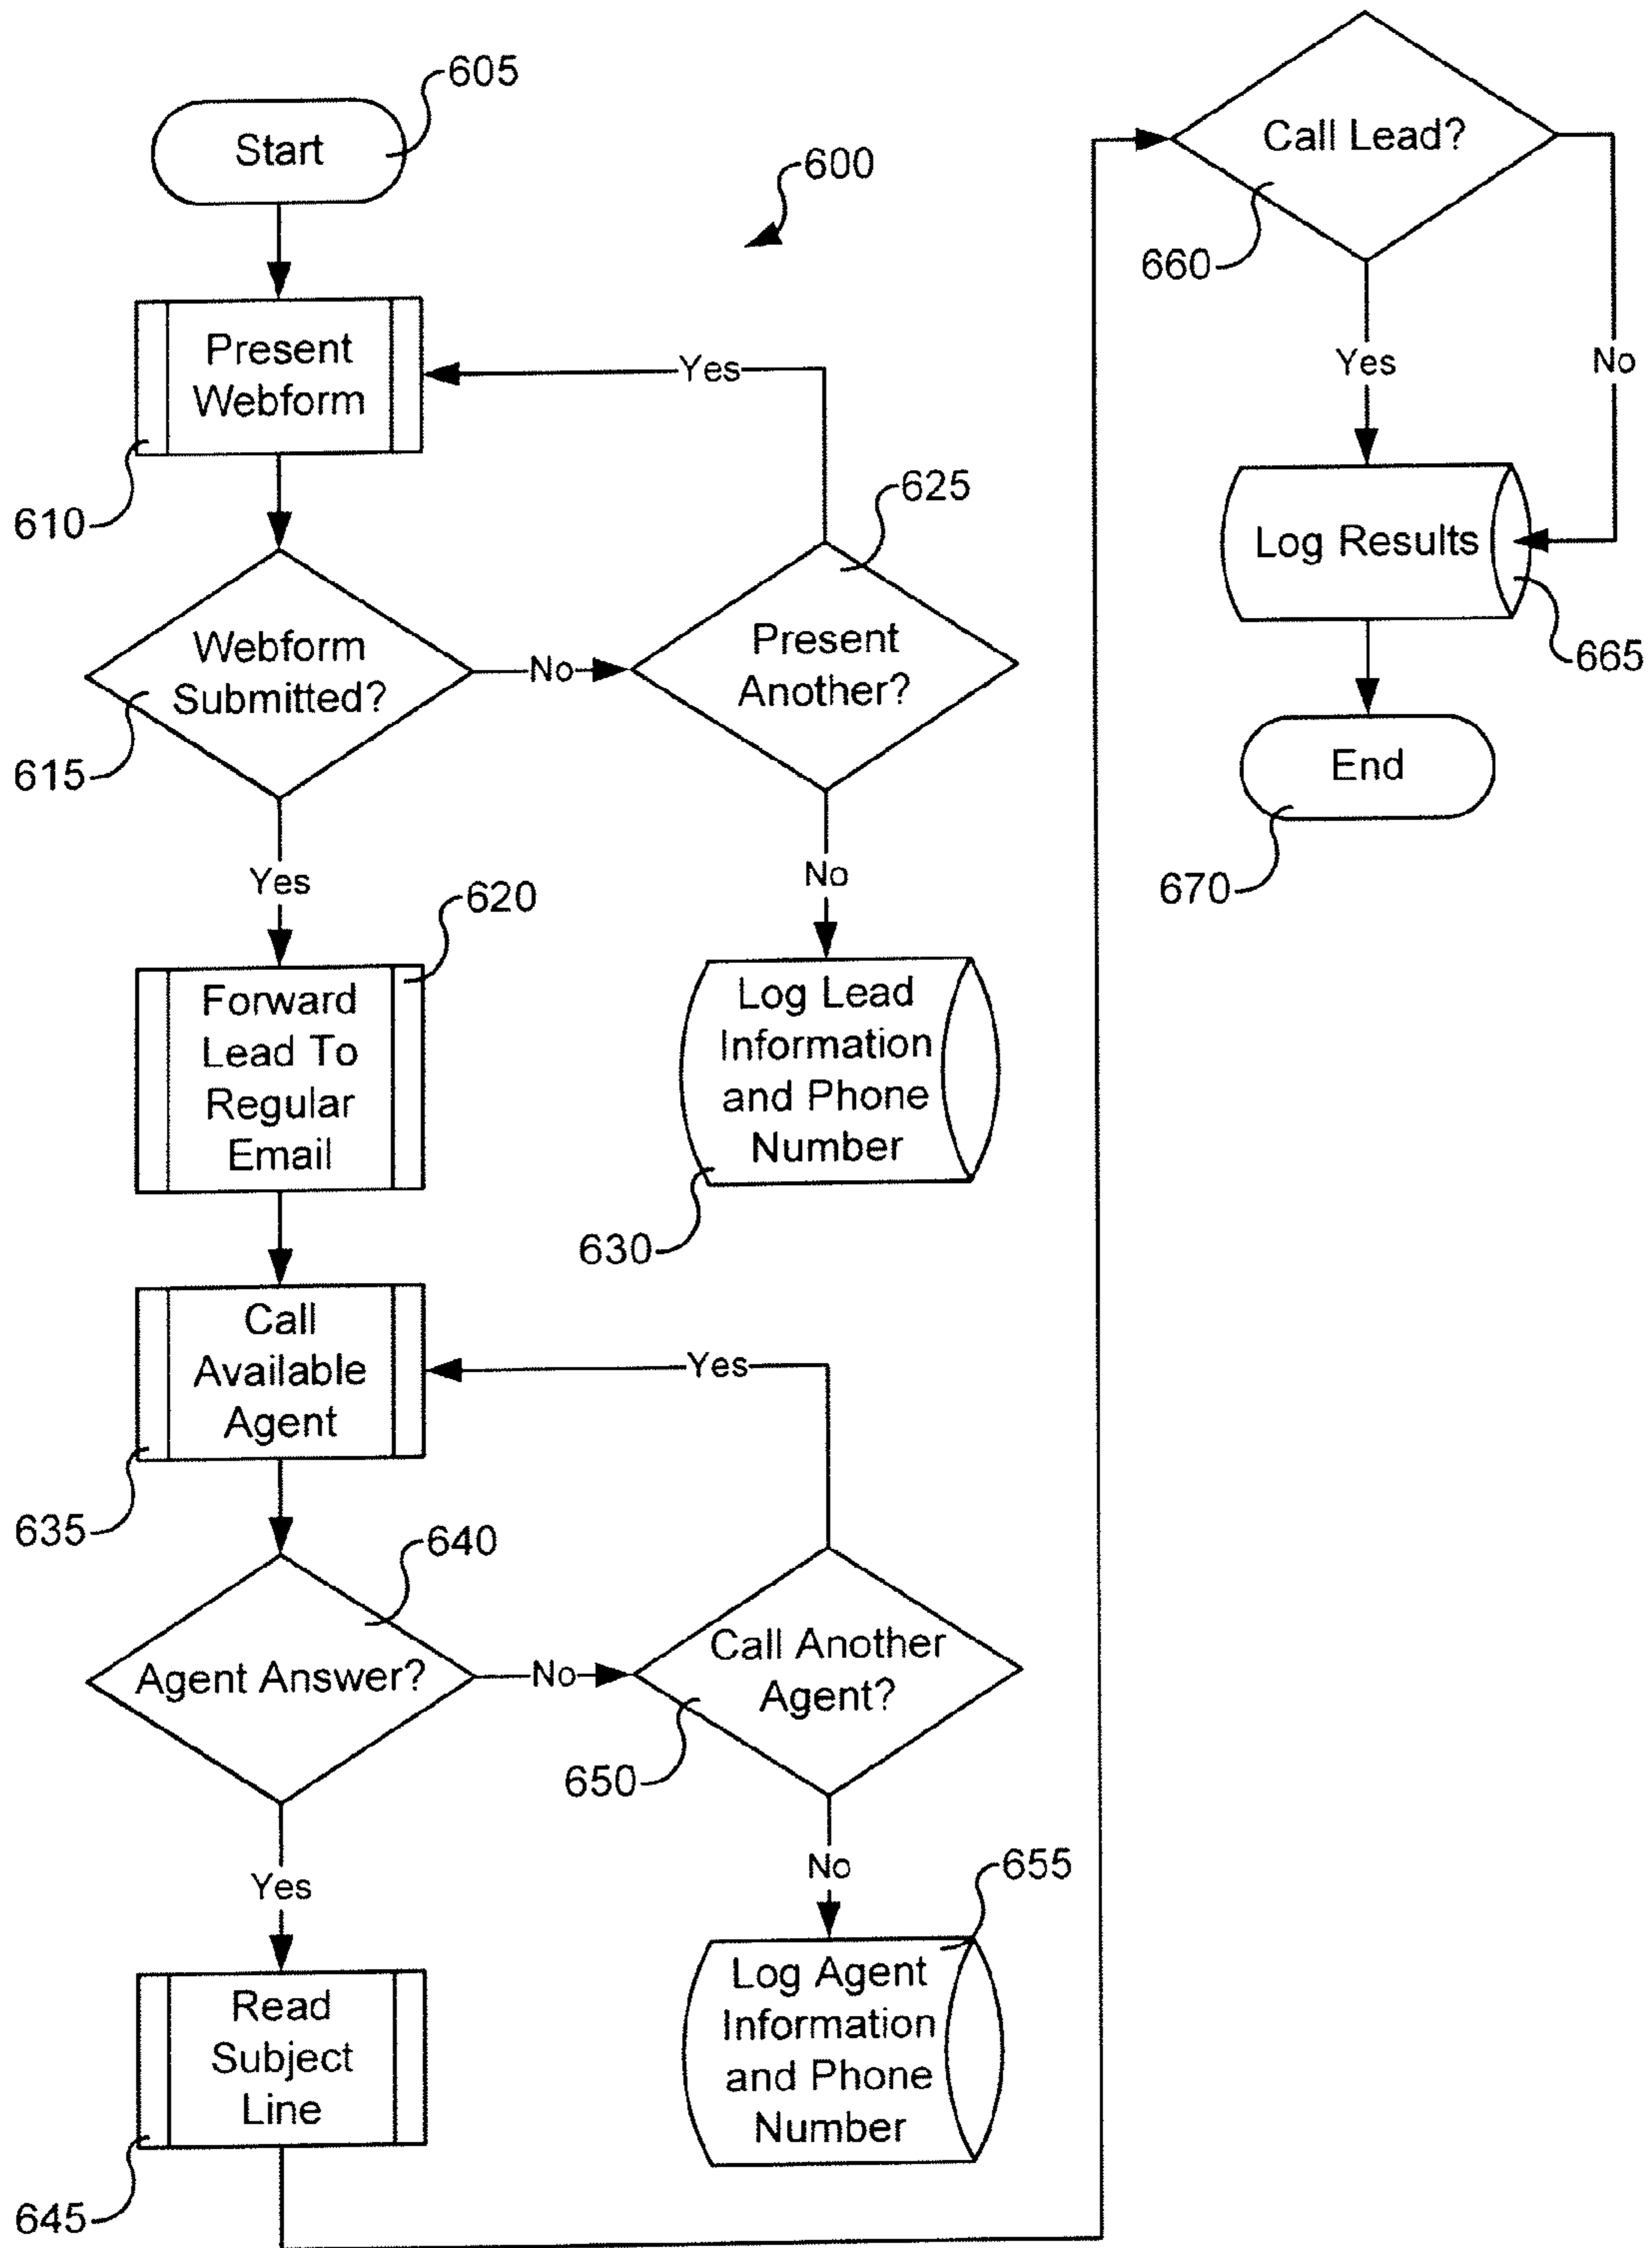 605
Start
600
Present
Webform
Yes
610
625
Webform
Submitted?
No
Present
Another?
615
Yes
No
620
Forward
Lead To
Regular
Email
Log Lead
Information
and Phone
Number
630
Call
Available
Agent
Yes
635
640
Agent Answer?
No
Call Another
Agent?
650
Yes
No
655
Read
Subject
Line
Log Agent
Information
and Phone
Number
645
Call Lead?
660
Yes
No
Log Results
665
End
670